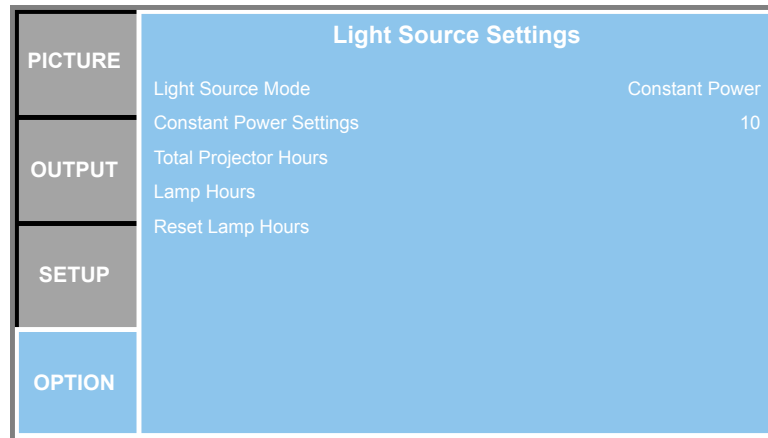 PICTURE
OUTPUT
SETUP
OPTION
Light Source Settings
Light Source Mode Constant Power
Constant Power Settings 10
Total Projector Hours
Lamp Hours
Reset Lamp Hours